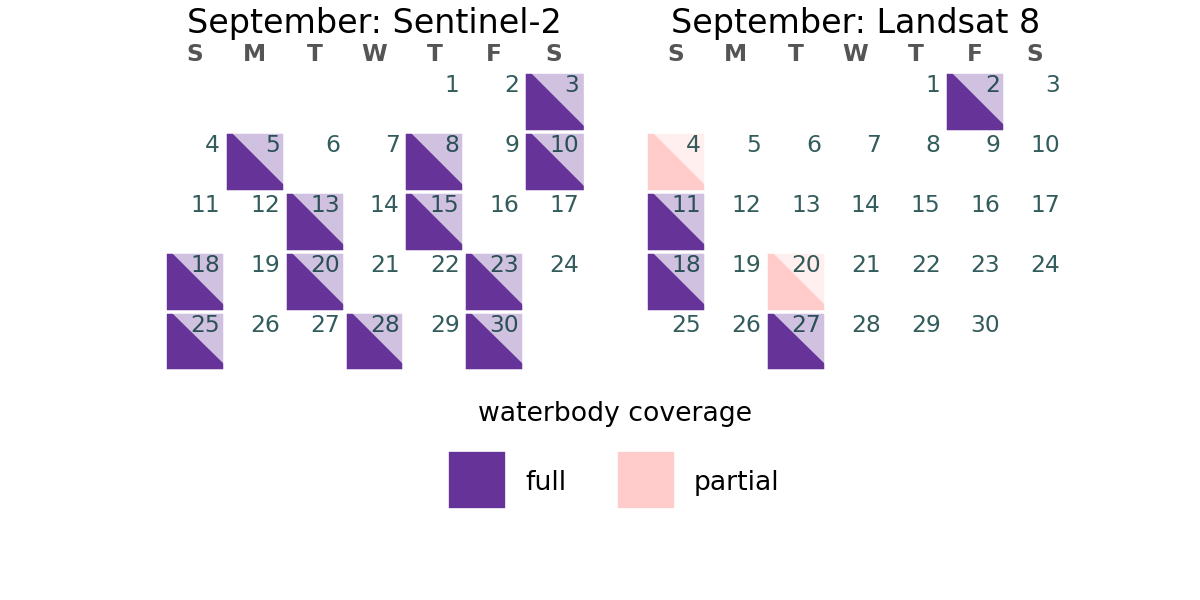 September: Sentinel-2
S M T W T F S
1 2 3
4 5 6 7 8 9 10
11 12 13 14 15 16 17
18 19 20 21 22 23 24
25 26 27 28 29 30
September: Landsat 8
S M T W T F S
1 2 3
4 5 6 7 8 9 10
11 12 13 14 15 16 17
18 19 20 21 22 23 24
25 26 27 28 29 30
waterbody coverage
full
partial